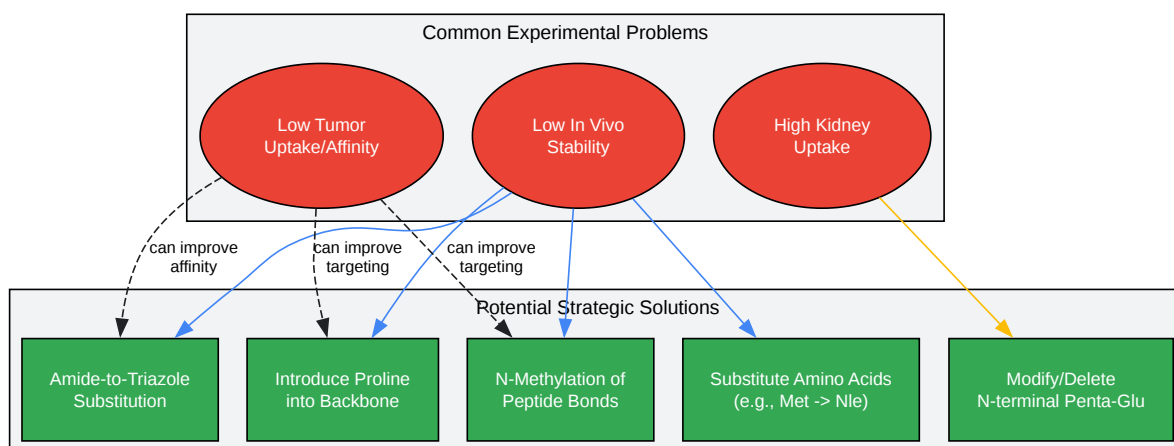 Common Experimental Problems
Low Tumor
Uptake/Affinity
Low In Vivo
Stability
High Kidney
Uptake
can improve
affinity
can improve
targeting
can improve
targeting
Potential Strategic Solutions
Amide-to-Triazole
Substitution
Introduce Proline
into Backbone
N-Methylation of
Peptide Bonds
Substitute Amino Acids
(e.g., Met -> Nle)
Modify/Delete
N-terminal Penta-Glu